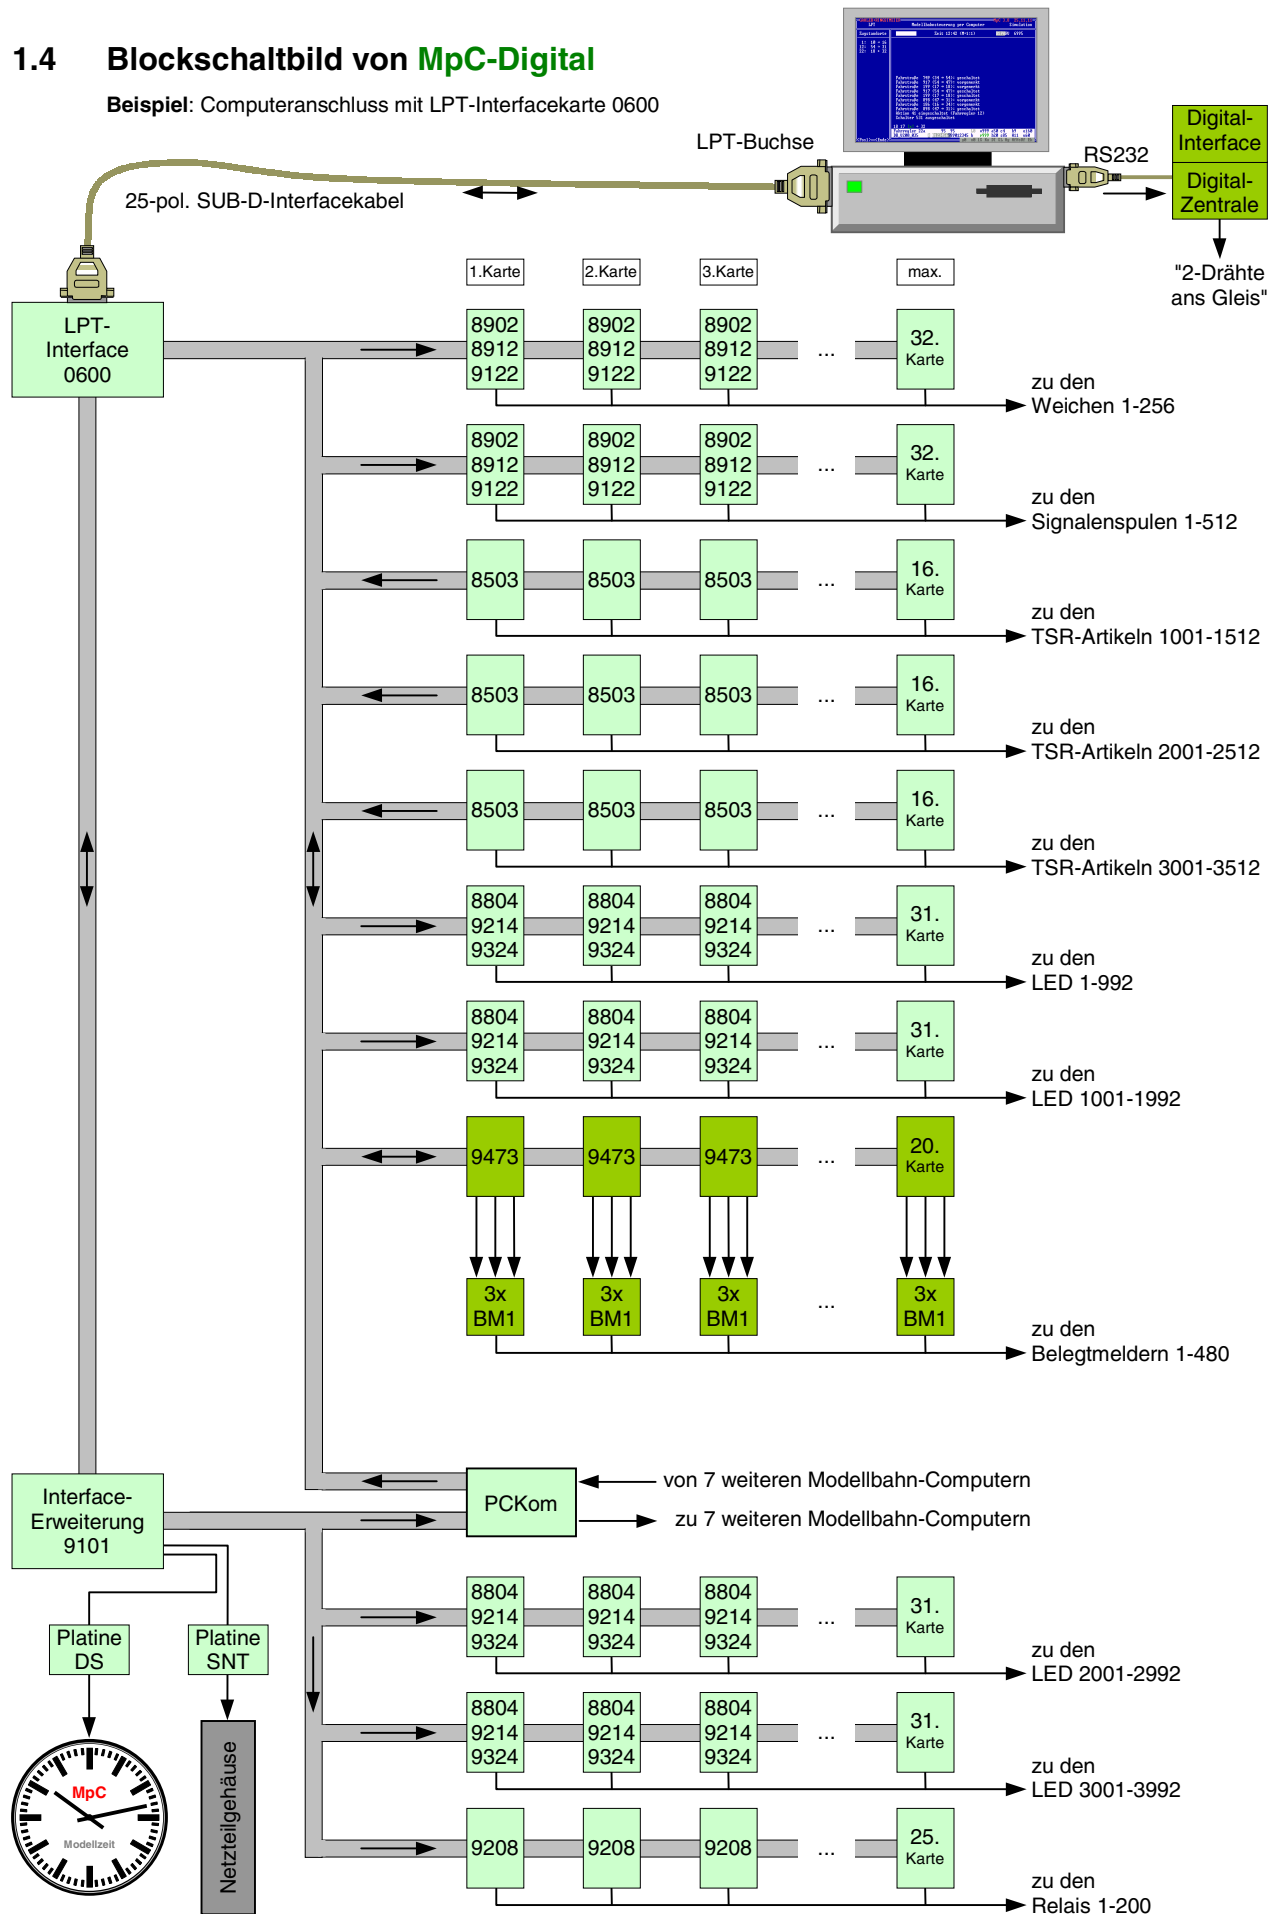 1.4 Blockschaltbild von MpC-Digital
Beispiel: Computeranschluss mit LPT-Interfacekarte 0600
LPT-Buchse
RS232
Digital-
Interface
Digital-
Zentrale
"2-Drähte
ans Gleis"
25-pol. SUB-D-Interfacekabel
LPT-
Interface
0600
1.Karte 2.Karte 3.Karte max.
8902 8902 8902 32.
8912 8912 8912 ... Karte
9122 9122 9122
zu den
Weichen 1-256
8902 8902 8902 32.
8912 8912 8912 ... Karte
9122 9122 9122
zu den
Signalenspulen 1-512
8503 8503 8503 ... 16.
Karte
zu den
TSR-Artikeln 1001-1512
8503 8503 8503 ... 16.
Karte
zu den
TSR-Artikeln 2001-2512
8503 8503 8503 ... 16.
Karte
zu den
TSR-Artikeln 3001-3512
8804 8804 8804 31.
9214 9214 9214 ... Karte
9324 9324 9324
zu den
LED 1-992
8804 8804 8804 31.
9214 9214 9214 ... Karte
9324 9324 9324
zu den
LED 1001-1992
9473 9473 9473 ... 20.
Karte
3x 3x 3x ... 3x
BM1 BM1 BM1 BM1
zu den
Belegtmeldern 1-480
PCKom
von 7 weiteren Modellbahn-Computern
zu 7 weiteren Modellbahn-Computern
Interface-
Erweiterung
9101
8804 8804 8804 31.
9214 9214 9214 ... Karte
9324 9324 9324
zu den
LED 2001-2992
Platine
DS
Platine
SNT
8804 8804 8804 31.
9214 9214 9214 ... Karte
9324 9324 9324
zu den
LED 3001-3992
MpC
Modellzeit
Netzteilgehäuse
9208 9208 9208 ... 25.
Karte
zu den
Relais 1-200